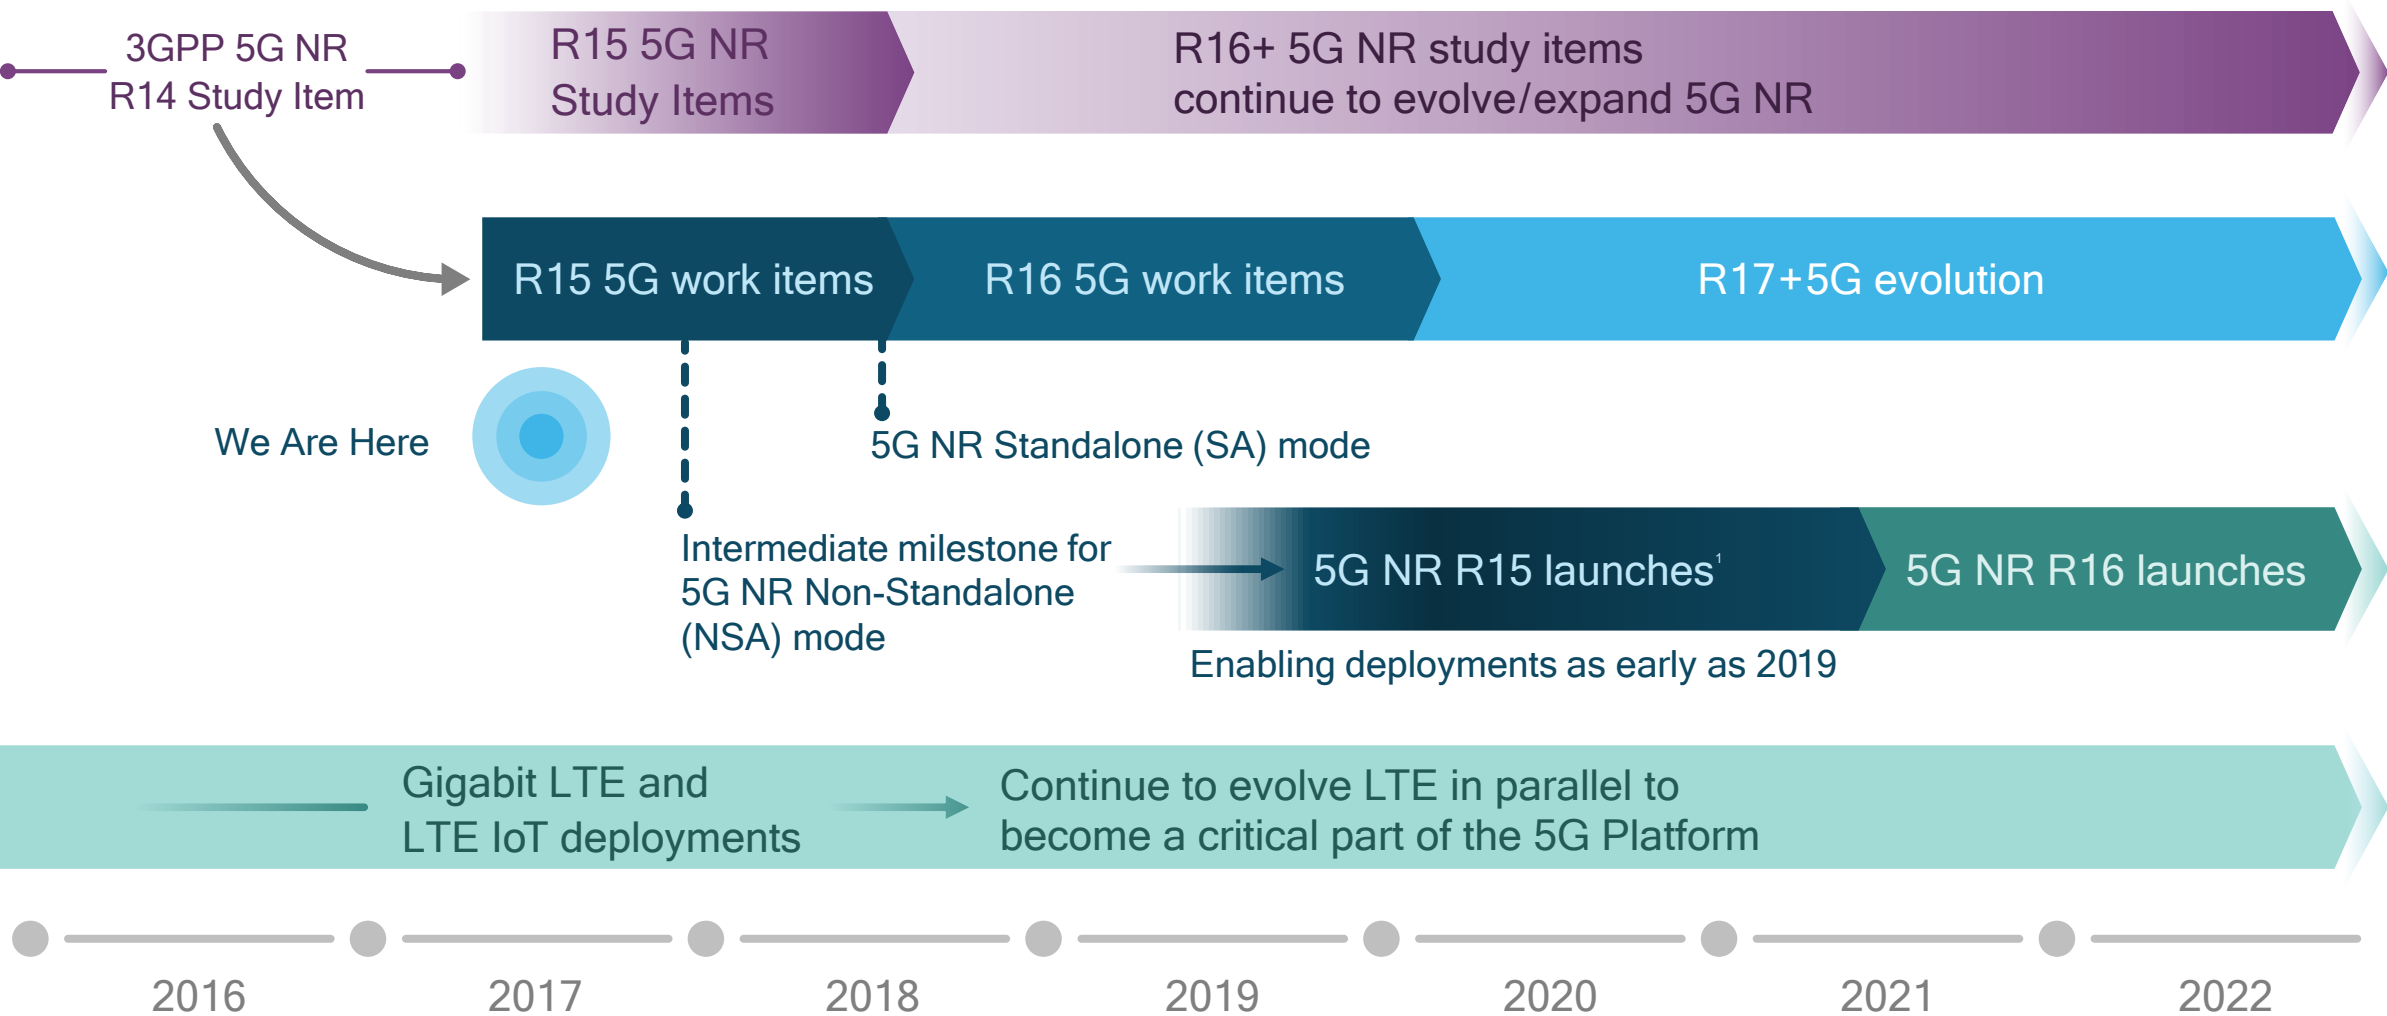 3GPP 5G NR
R14 Study Item
R15 5G NR
Study Items
R16+ 5G NR study items
continue to evolve/expand 5G NR
R15 5G work items
R16 5G work items
R17+5G evolution
We Are Here
5G NR Standalone (SA) mode
Intermediate milestone for
5G NR Non-Standalone
(NSA) mode
5G NR R15 launches¹
5G NR R16 launches
Enabling deployments as early as 2019
Gigabit LTE and
LTE IoT deployments
Continue to evolve LTE in parallel to
become a critical part of the 5G Platform
2016
2017
2018
2019
2020
2021
2022